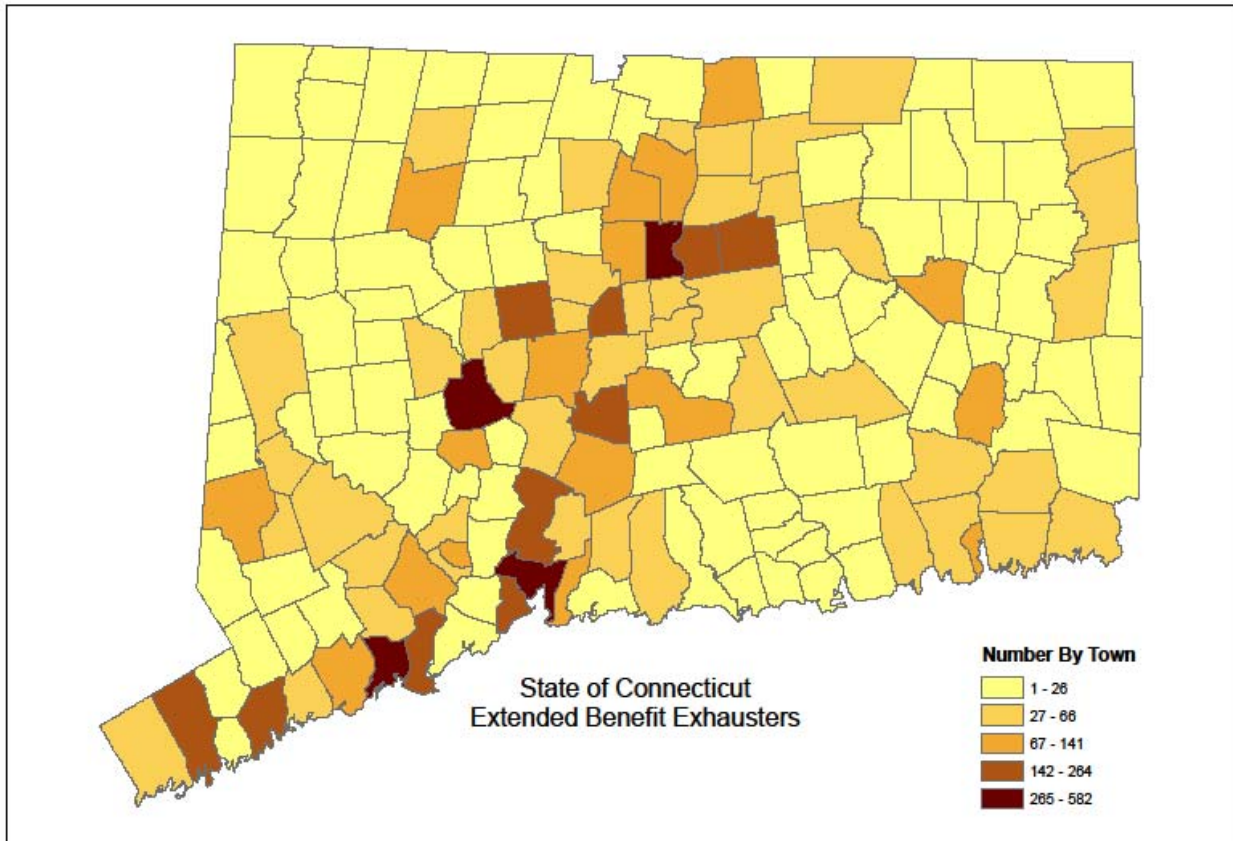 State of Connecticut
Extended Benefit Exhausters
Number By Town
1 - 26
27 - 66
67 - 141
142 - 264
265 - 582